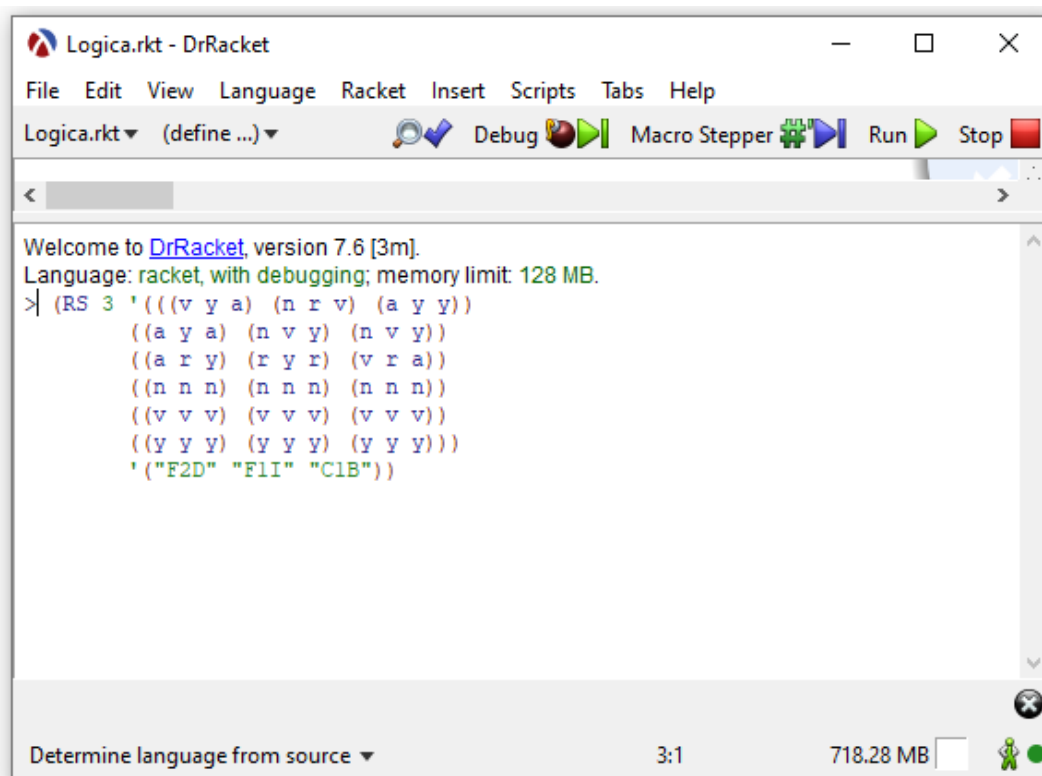 Logica.rkt - DrRacket
File Edit View Language Racket Insert Scripts Tabs Help
Logica.rkt▾ (define ...)▾ Debug Macro Stepper Run Stop
Welcome to DrRacket, version 7.6 [3m].
Language: racket, with debugging; memory limit: 128 MB.
> (RS 3 '(((v y a) (n r v) (a y y))
((a y a) (n v y) (n v y))
((a r y) (r y r) (v r a))
((n n n) (n n n) (n n n))
((v v v) (v v v) (v v v))
((y y y) (y y y) (y y y)))
'("F2D" "F1I" "C1B"))
Determine language from source ▾ 3:1 718.28 MB